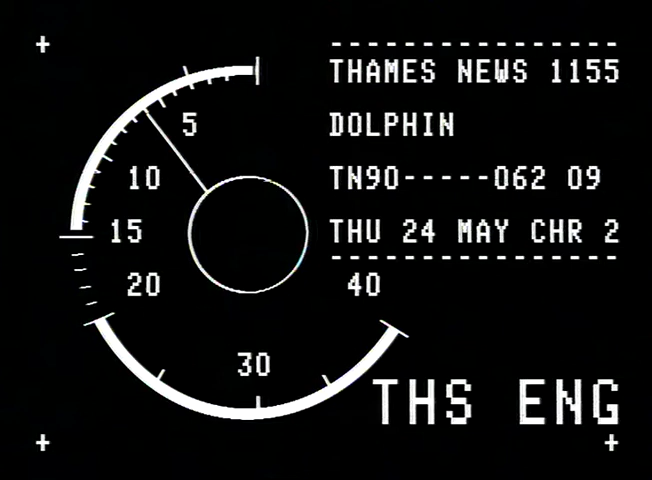 THAMES NEWS 1155
DOLPHIN
TN90-----062 09
THU 24 MAY CHR 2
5
10
15
20
30
40
THS ENG